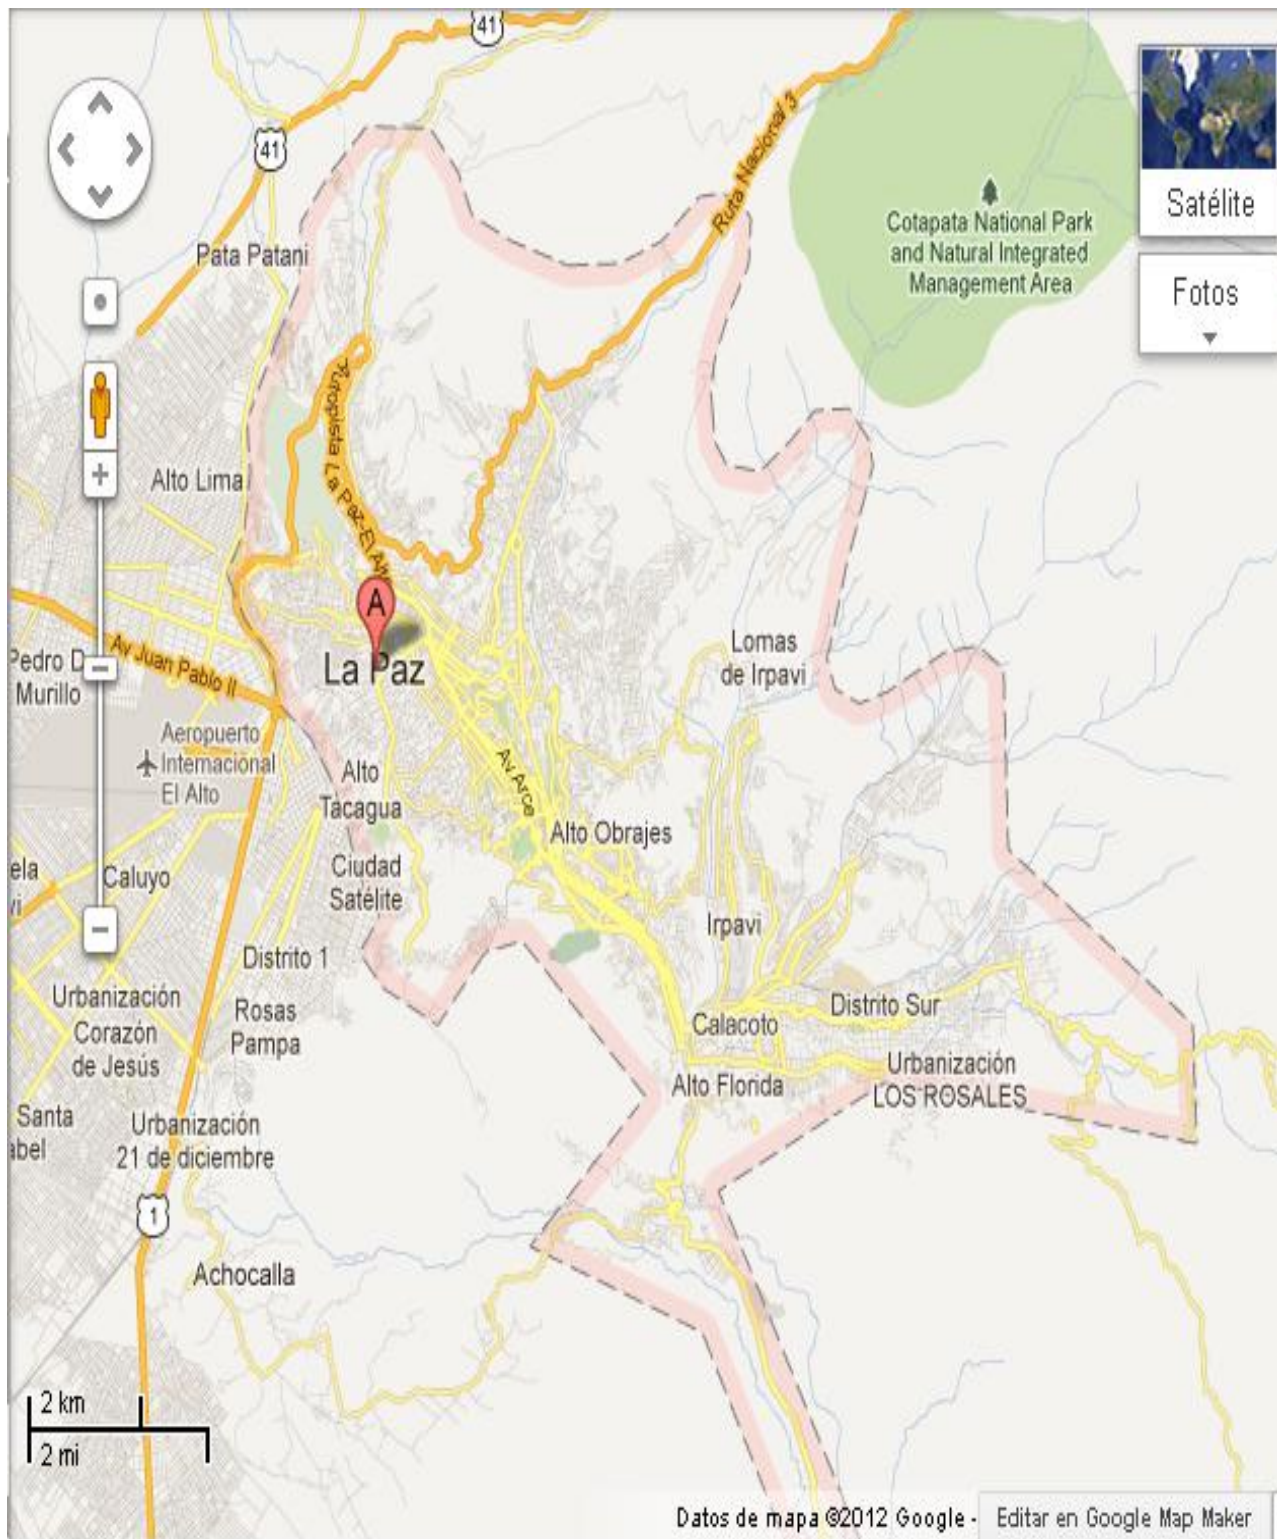 41
41
Ruta Nacional 3
Satélite
Cotapata National Park
and Natural Integrated
Management Area
Pata Patani
Fotos
Autopista La Paz-El Alto
Alto Lima
A
La Paz
Lomas
de Irpavi
Pedro D
Murillo
Av Juan Pablo II
Aeropuerto
Internacional
El Alto
Alto
Tacagua
Av Arce
Alto Obrajes
ela
vi
Caluyo
Ciudad
Satélite
Irpavi
Distrito 1
Urbanización
Corazón
de Jesús
Rosas
Pampa
Distrito Sur
Calacoto
Urbanización
LOS ROSALES
Alto Florida
Santa
abel
Urbanización
21 de diciembre
1
Achocalla
2 km
2 mi
Datos de mapa ©2012 Google -
Editar en Google Map Maker